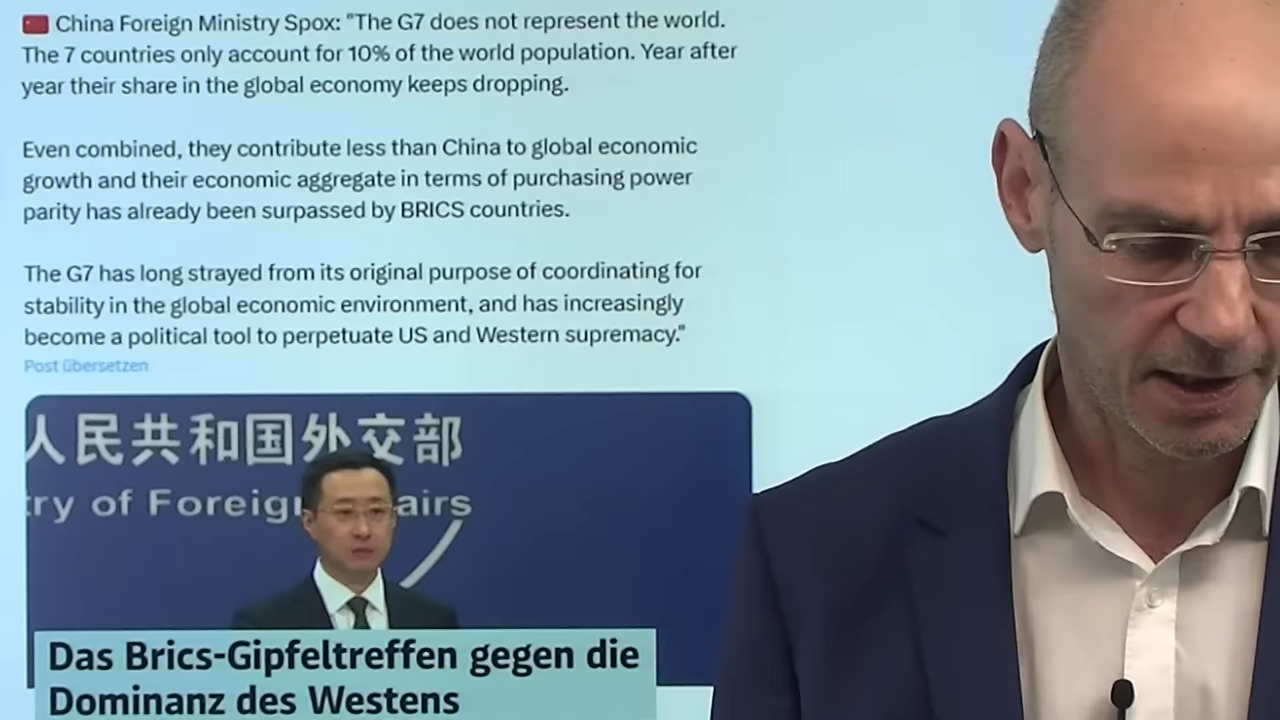 China Foreign Ministry Spox: "The G7 does not represent the world.
The 7 countries only account for 10% of the world population. Year after
year their share in the global economy keeps dropping.
Even combined, they contribute less than China to global economic
growth and their economic aggregate in terms of purchasing power
parity has already been surpassed by BRICS countries.
The G7 has long strayed from its original purpose of coordinating for
stability in the global economic environment, and has increasingly
become a political tool to perpetuate US and Western supremacy."
Post übersetzen
人民共和国外交部
try of Foreign Affairs
Das Brics-Gipfeltreffen gegen die
Dominanz des Westens